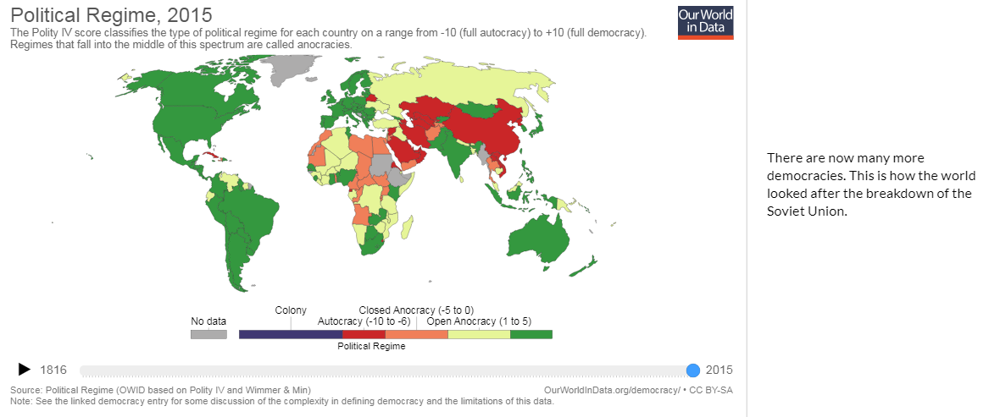 Political Regime, 2015
The Polity IV score classifies the type of political regime for each country on a range from -10 (full autocracy) to +10 (full democracy).
Regimes that fall into the middle of this spectrum are called anocracies.
Our World
in Data
There are now many more
democracies. This is how the world
looked after the breakdown of the
Soviet Union.
Colony
Closed Anocracy (-5 to 0)
No data
Autocracy (-10 to -6)
Open Anocracy (1 to 5)
Political Regime
1816
2015
Source: Political Regime (OWID based on Polity IV and Wimmer & Min)
OurWorldInData.org/democracy/ • CC BY-SA
Note: See the linked democracy entry for some discussion of the complexity in defining democracy and the limitations of this data.